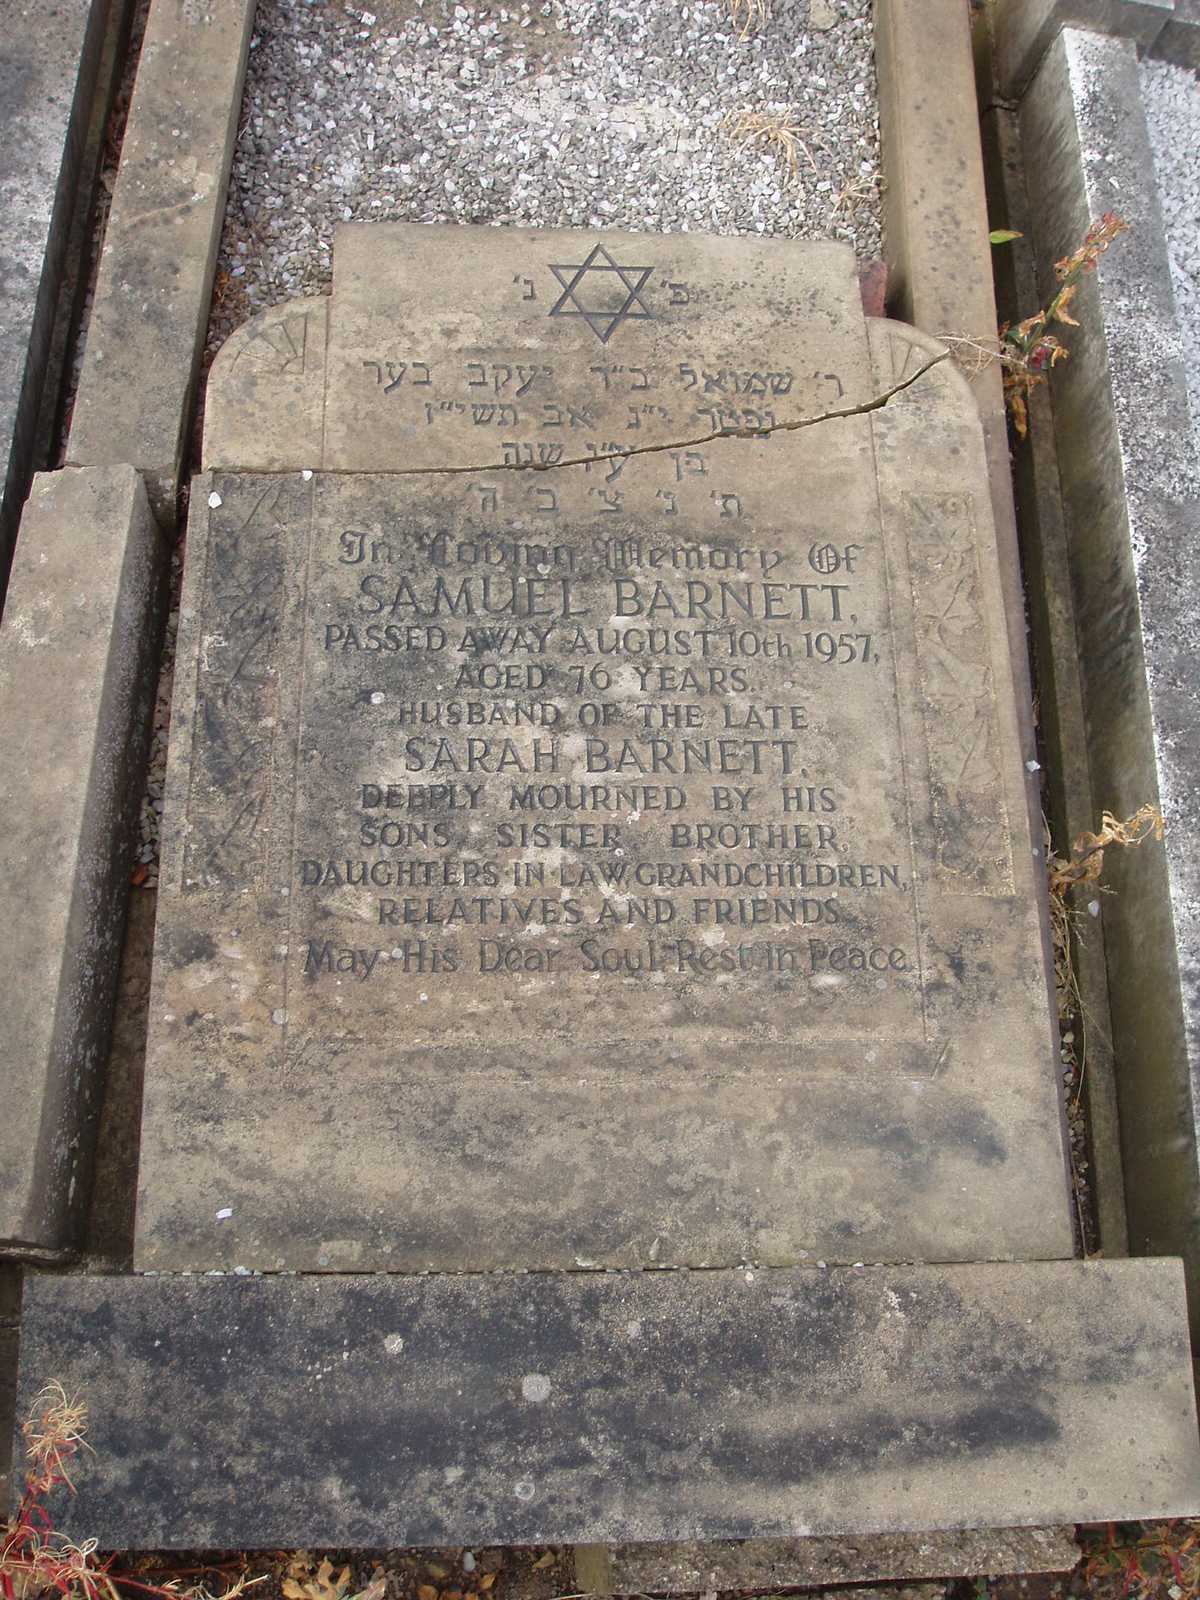 פ' נ'
ר' שמואל ב"ר יעקב בער
נפטר י"ג אב תשי"ז
בן ע"ו שנה
ת' נ' צ' ב' ה'
In Loving Memory Of
SAMUEL BARNETT,
PASSED AWAY AUGUST 10th 1957,
AGED 76 YEARS.
HUSBAND OF THE LATE
SARAH BARNETT.
DEEPLY MOURNED BY HIS
SONS, SISTER, BROTHER,
DAUGHTERS IN LAW, GRANDCHILDREN,
RELATIVES AND FRIENDS.
May His Dear Soul Rest in Peace.